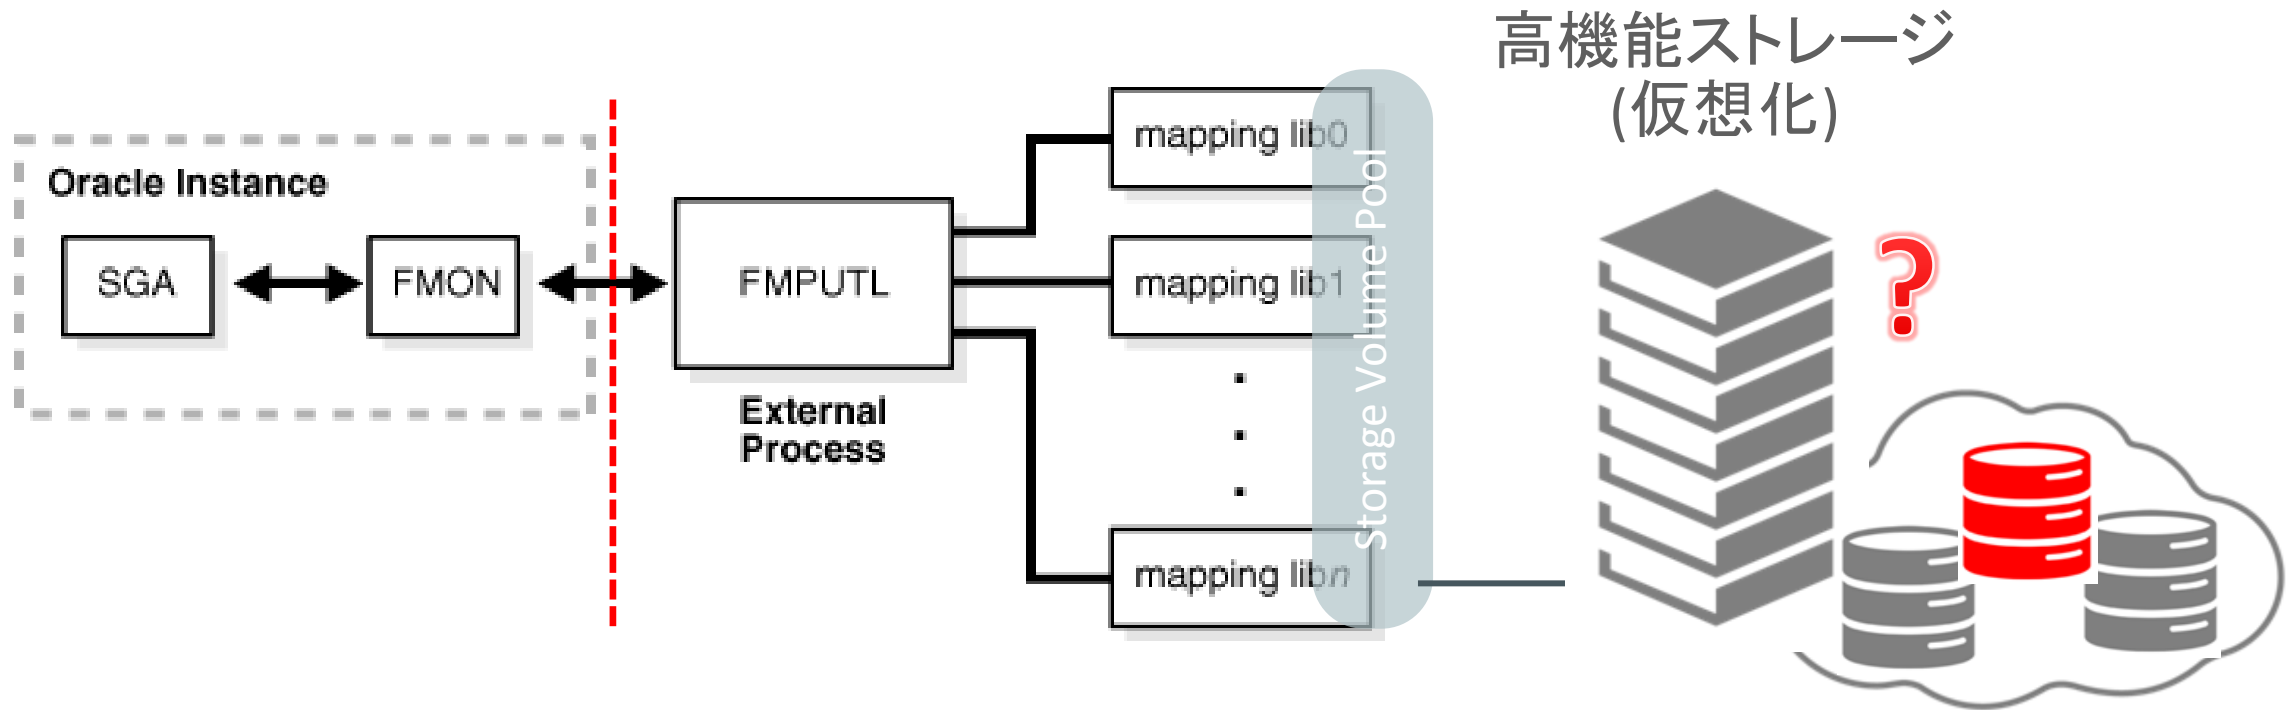 高機能ストレージ
(仮想化)
Oracle Instance
SGA
FMON
FMPUTL
External
Process
mapping lib0
mapping lib1
mapping libn
Storage Volume Pool
?